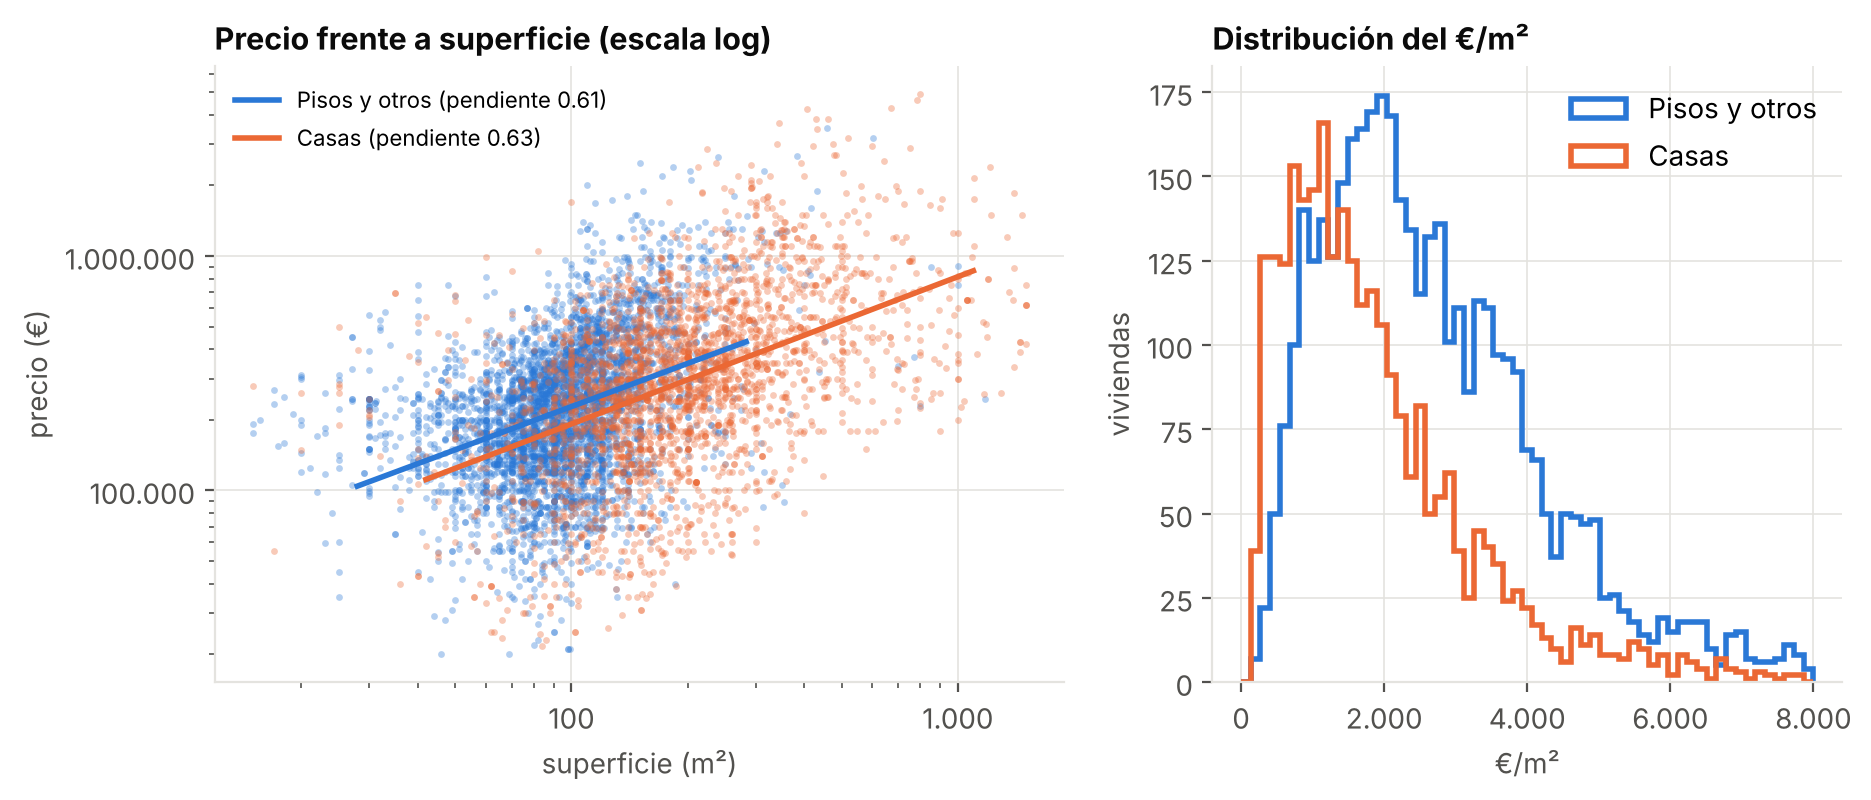 Precio frente a superficie (escala log)
Pisos y otros (pendiente 0.61)
Casas (pendiente 0.63)
1.000.000
100.000
precio (€)
100
1.000
superficie (m²)
Distribución del €/m²
Pisos y otros
Casas
175
150
125
100
75
50
25
0
viviendas
0
2.000
4.000
6.000
8.000
€/m²